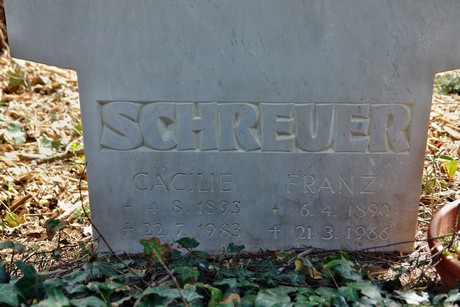 SCHREUER
CÄCILIE FRANZ
4. 8. 1893 + 6. 4. 1890
+ 22. 7. 1983 + 21. 3. 1966